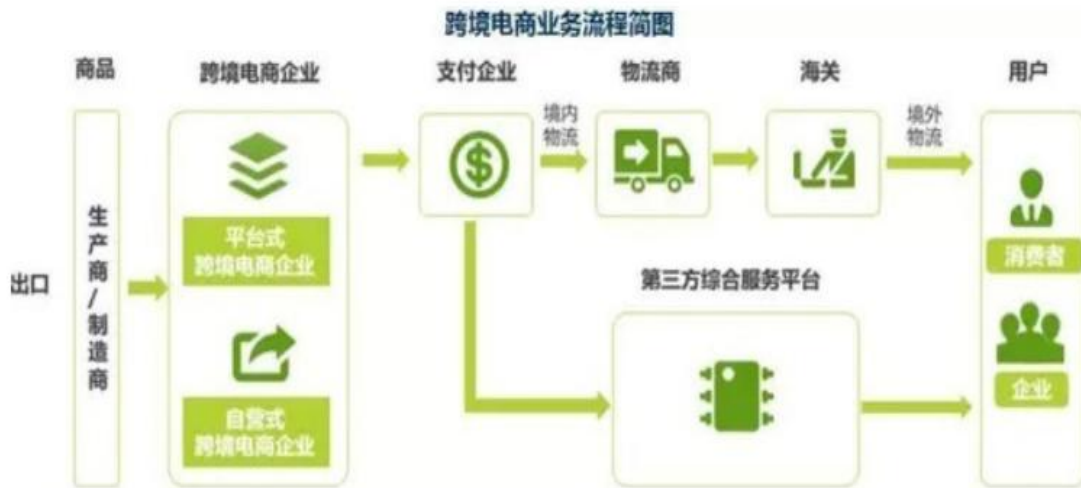 跨境电商业务流程简图
商品
跨境电商企业
支付企业
物流商
海关
用户
境内
物流
境外
物流
出口
生产商/制造商
平台式
跨境电商企业
自营式
跨境电商企业
第三方综合服务平台
消费者
企业